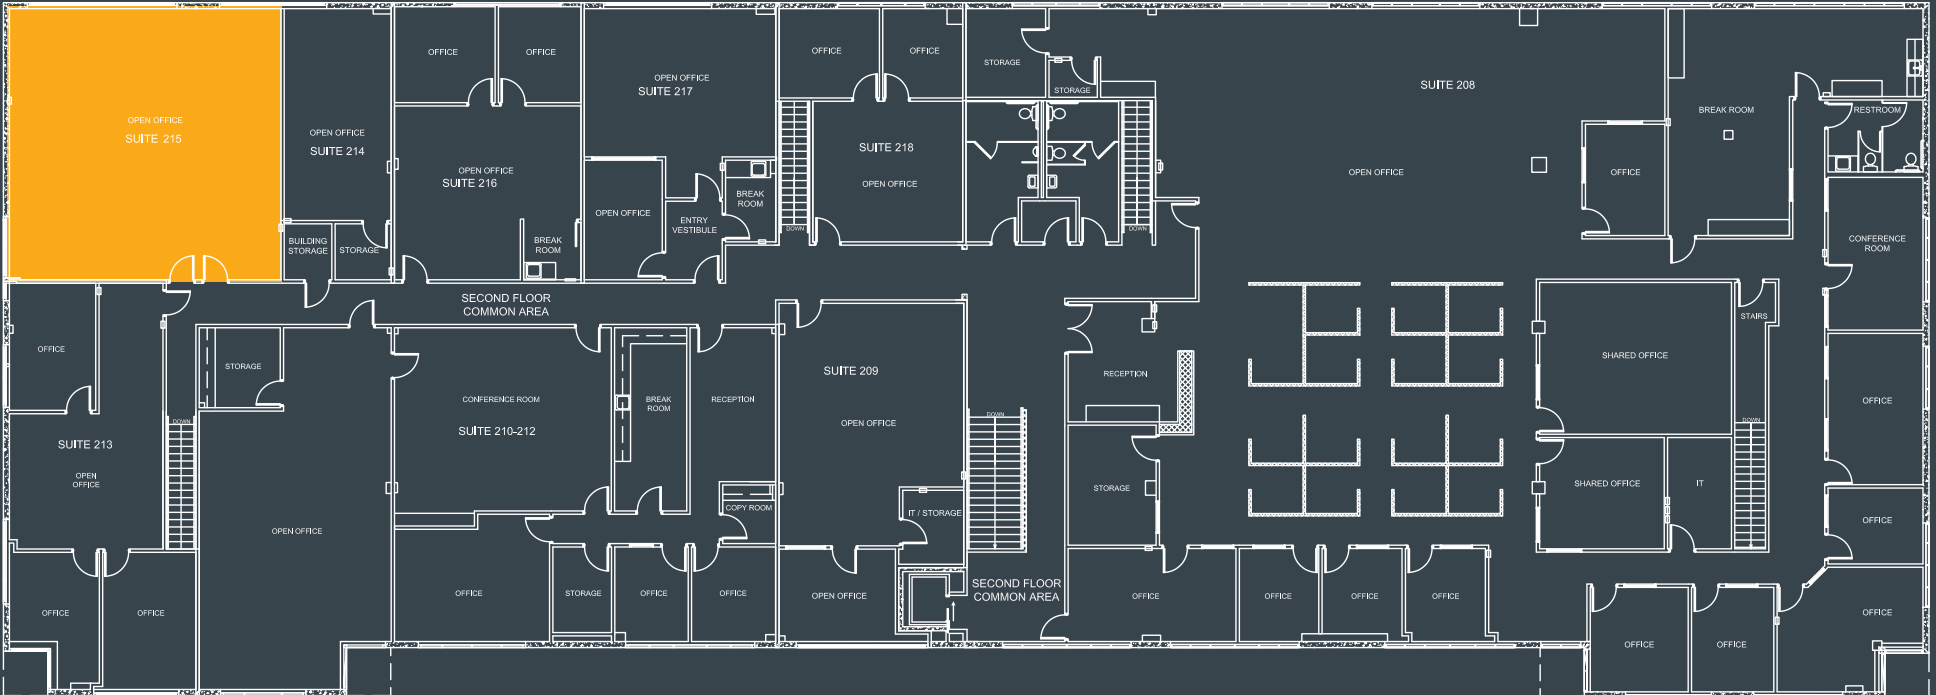 OPEN OFFICE
SUITE 215
OPEN OFFICE
SUITE 214
BUILDING
STORAGE
STORAGE
OFFICE
OFFICE
OPEN OFFICE
SUITE 216
BREAK
ROOM
OPEN OFFICE
SUITE 217
OPEN OFFICE
ENTRY
VESTIBULE
BREAK
ROOM
DOWN
OFFICE
OFFICE
SUITE 218
OPEN OFFICE
STORAGE
STORAGE
DOWN
SUITE 208
OPEN OFFICE
OFFICE
BREAK ROOM
RESTROOM
CONFERENCE
ROOM
SECOND FLOOR
COMMON AREA
OFFICE
SUITE 213
OPEN
OFFICE
DOWN
OFFICE
OFFICE
STORAGE
OPEN OFFICE
CONFERENCE ROOM
SUITE 210-212
BREAK
ROOM
RECEPTION
COPY ROOM
OFFICE
STORAGE
OFFICE
OFFICE
SUITE 209
OPEN OFFICE
IT / STORAGE
OPEN OFFICE
DOWN
SECOND FLOOR
COMMON AREA
RECEPTION
STORAGE
OFFICE
OFFICE
OFFICE
OFFICE
SHARED OFFICE
SHARED OFFICE
IT
STAIRS
DOWN
OFFICE
OFFICE
OFFICE
OFFICE
OFFICE